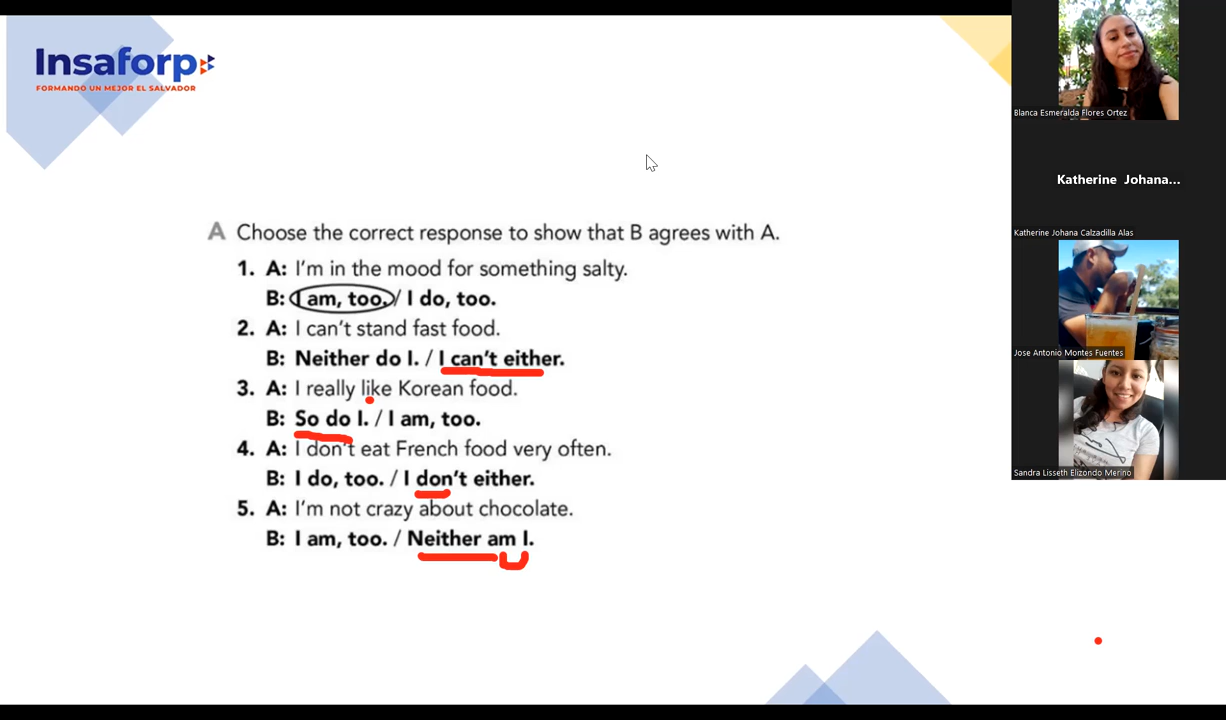 Insaforp
FORMANDO UN MEJOR EL SALVADOR
A Choose the correct response to show that B agrees with A.
1. A: I'm in the mood for something salty.
B: I am, too. / I do, too.
2. A: I can't stand fast food.
B: Neither do I. / I can't either.
3. A: I really like Korean food.
B: So do I. / I am, too.
4. A: I don't eat French food very often.
B: I do, too. / I don't either.
5. A: I'm not crazy about chocolate.
B: I am, too. / Neither am I.
Blanca Esmeralda Flores Ortez
Katherine Johana...
Katherine Johana Calzadilla Alas
Jose Antonio Montes Fuentes
Sandra Lisseth Elizondo Merino